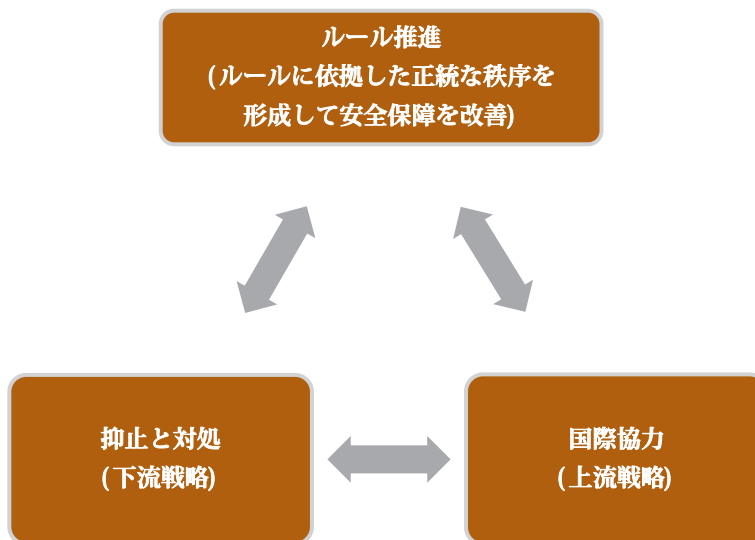 ルール推進
(ルールに依拠した正統な秩序を
形成して安全保障を改善)
抑止と対処
(下流戦略)
国際協力
(上流戦略)